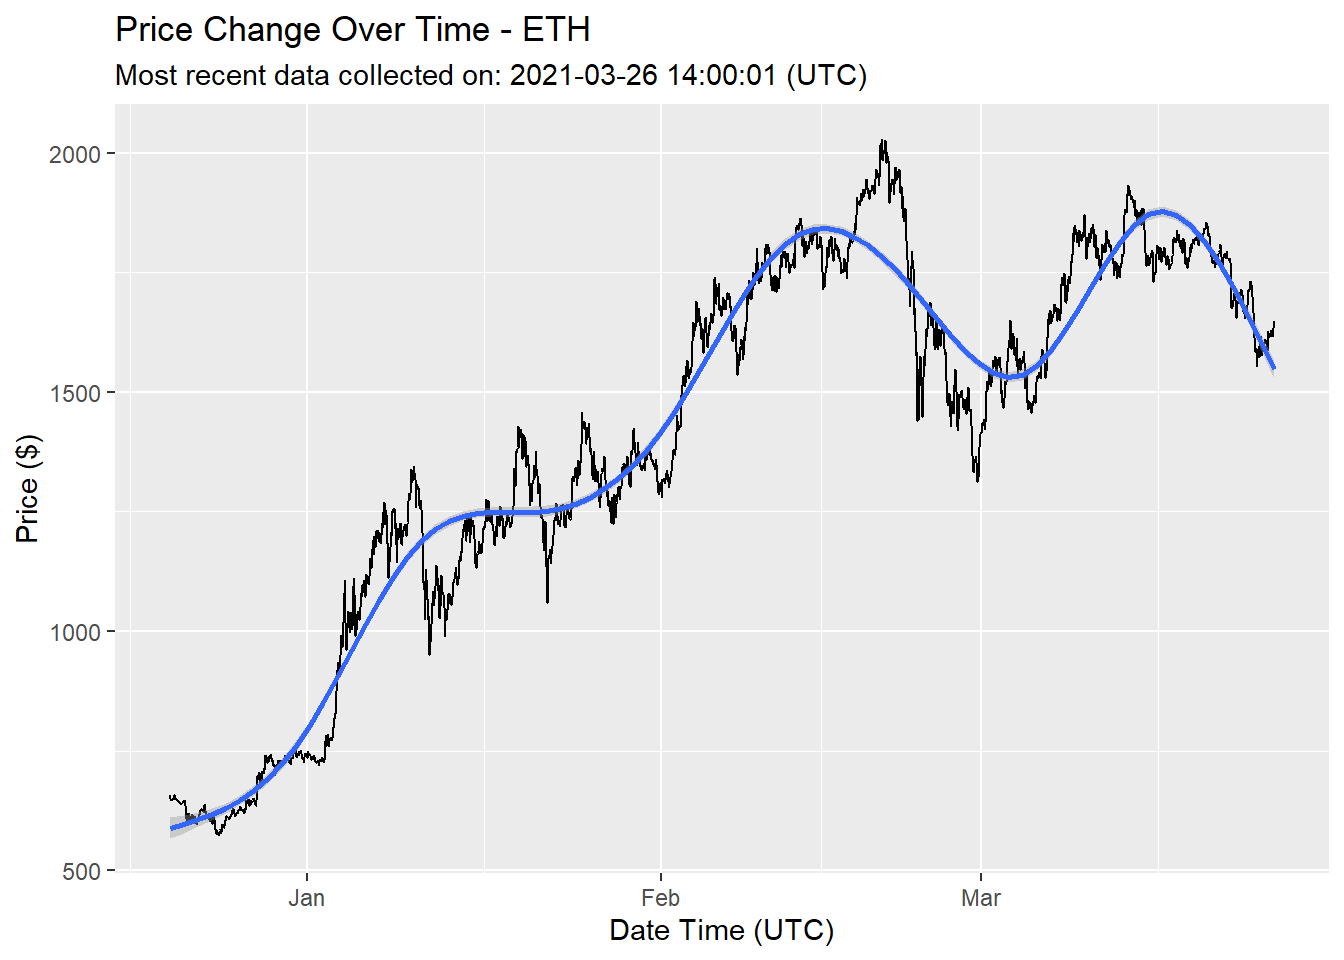 Price Change Over Time - ETH
Most recent data collected on: 2021-03-26 14:00:01 (UTC)
2000
1500
1000
500
Price ($)
Jan Feb Mar
Date Time (UTC)